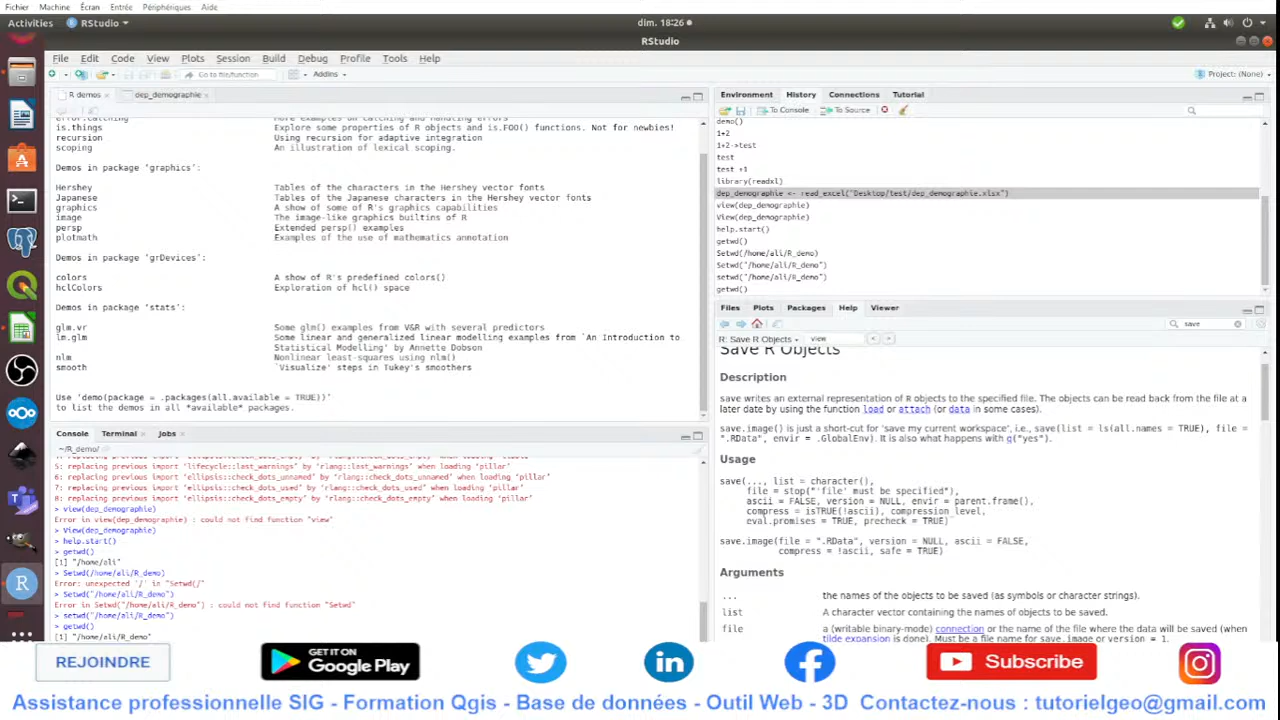 Fichier Machine Écran Entrée Périphériques Aide
Activities RStudio dim. 18:26
RStudio
File Edit Code View Plots Session Build Debug Profile Tools Help
Go to file/function Addins Project: (None)
R demos dep_demographie
error.catching More examples on catching and handling errors
is.things Explore some properties of R objects and is.FOO() functions. Not for newbies!
recursion Using recursion for adaptive integration
scoping An illustration of lexical scoping.
Demos in package 'graphics':
Hershey Tables of the characters in the Hershey vector fonts
Japanese Tables of the Japanese characters in the Hershey vector fonts
graphics A show of some of R's graphics capabilities
image The image-like graphics builtins of R
persp Extended persp() examples
plotmath Examples of the use of mathematics annotation
Demos in package 'grDevices':
colors A show of R's predefined colors()
hclColors Exploration of hcl() space
Demos in package 'stats':
glm.vr Some glm() examples from V&R with several predictors
lm.glm Some linear and generalized linear modelling examples from `An Introduction to
Statistical Modelling' by Annette Dobson
nlm Nonlinear least-squares using nlm()
smooth `Visualize' steps in Tukey's smoothers
Use 'demo(package = .packages(all.available = TRUE))'
to list the demos in all *available* packages.
Console Terminal Jobs
~/R_demo/
5: replacing previous import 'lifecycle::last_warnings' by 'rlang::last_warnings' when loading 'pillar'
6: replacing previous import 'ellipsis::check_dots_unnamed' by 'rlang::check_dots_unnamed' when loading 'pillar'
7: replacing previous import 'ellipsis::check_dots_used' by 'rlang::check_dots_used' when loading 'pillar'
8: replacing previous import 'ellipsis::check_dots_empty' by 'rlang::check_dots_empty' when loading 'pillar'
> view(dep_demographie)
Error in view(dep_demographie) : could not find function "view"
> View(dep_demographie)
> help.start()
> getwd()
[1] "/home/ali"
> Setwd(/home/ali/R_demo)
Error: unexpected '/' in "Setwd(/"
> Setwd("/home/ali/R_demo")
Error in Setwd("/home/ali/R_demo") : could not find function "Setwd"
> setwd("/home/ali/R_demo")
> getwd()
[1] "/home/ali/R_demo"
Environment History Connections Tutorial
To Console To Source
demo()
1+2
1+2->test
test
test +1
library(readxl)
dep_demographie <- read_excel("Desktop/test/dep_demographie.xlsx")
view(dep_demographie)
View(dep_demographie)
help.start()
getwd()
Setwd(/home/ali/R_demo)
Setwd("/home/ali/R_demo")
setwd("/home/ali/R_demo")
getwd()
Files Plots Packages Help Viewer
save
R: Save R Objects view
Save R Objects
Description
save writes an external representation of R objects to the specified file. The objects can be read back from the file at a
later date by using the function load or attach (or data in some cases).
save.image() is just a short-cut for 'save my current workspace', i.e., save(list = ls(all.names = TRUE), file =
".RData", envir = .GlobalEnv). It is also what happens with q("yes").
Usage
save(..., list = character(),
file = stop("'file' must be specified"),
ascii = FALSE, version = NULL, envir = parent.frame(),
compress = isTRUE(!ascii), compression_level,
eval.promises = TRUE, precheck = TRUE)
save.image(file = ".RData", version = NULL, ascii = FALSE,
compress = !ascii, safe = TRUE)
Arguments
... the names of the objects to be saved (as symbols or character strings).
list A character vector containing the names of objects to be saved.
file a (writable binary-mode) connection or the name of the file where the data will be saved (when
tilde expansion is done). Must be a file name for save.image or version = 1.
REJOINDRE GET IT ON Google Play Subscribe
Assistance professionnelle SIG - Formation Qgis - Base de données - Outil Web - 3D Contactez-nous : tutorielgeo@gmail.com